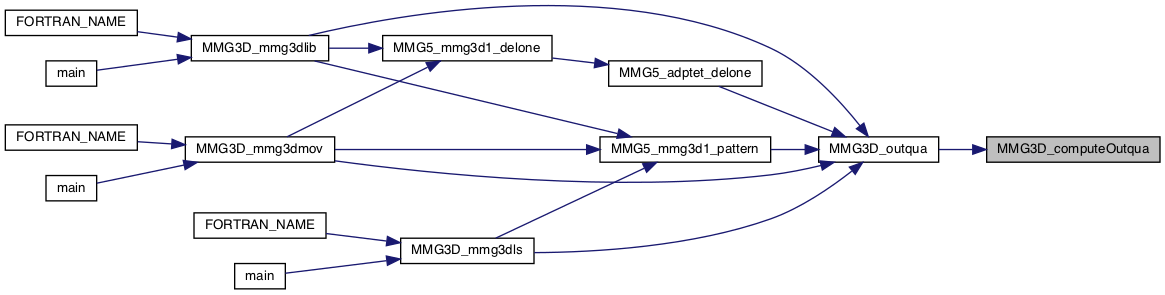 FORTRAN_NAME
MMG3D_mmg3dlib
MMG5_mmg3d1_delone
main
MMG5_adptet_delone
FORTRAN_NAME
MMG3D_mmg3dmov
MMG5_mmg3d1_pattern
MMG3D_outqua
MMG3D_computeOutqua
main
FORTRAN_NAME
MMG3D_mmg3dls
main